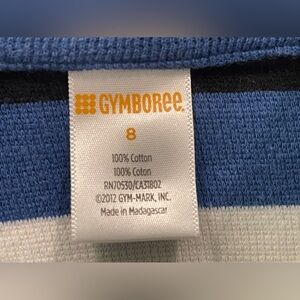 GYMBOREE
8
100% Cotton
100% Coton
RN70530/CA31802
©2012 GYM-MARK, INC.
Made in Madagascar